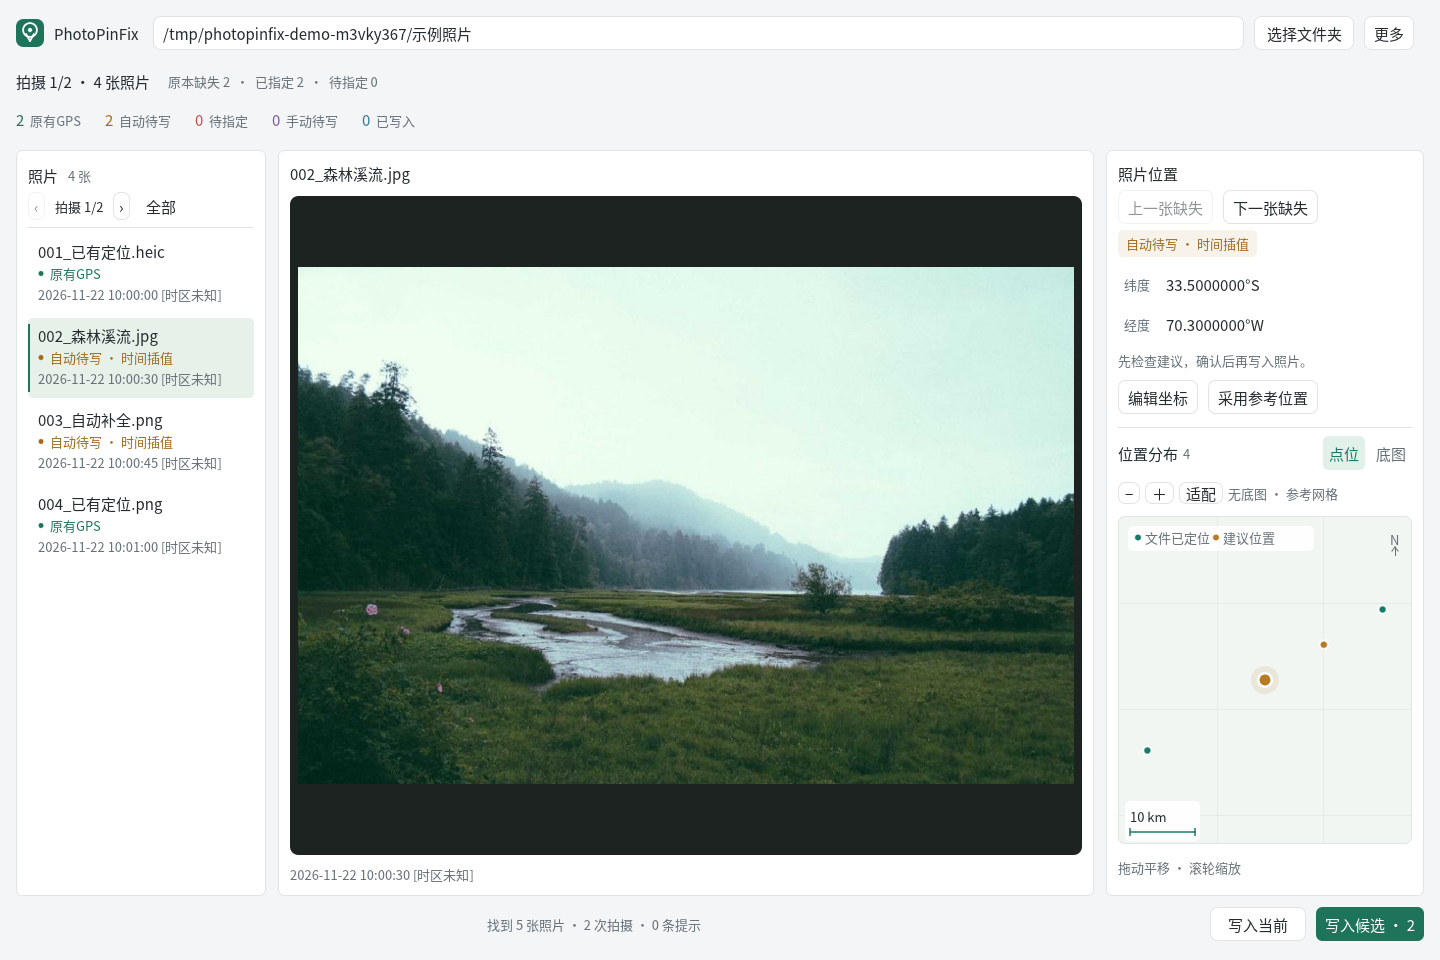 PhotoPinFix
/tmp/photopinfix-demo-m3vky367/示例照片
选择文件夹
更多
拍摄 1/2 · 4 张照片
原本缺失 2 · 已指定 2 · 待指定 0
2 原有GPS
2 自动待写
0 待指定
0 手动待写
0 已写入
照片 4 张
‹ 拍摄 1/2 › 全部
001_已有定位.heic
• 原有GPS
2026-11-22 10:00:00 [时区未知]
002_森林溪流.jpg
• 自动待写 · 时间插值
2026-11-22 10:00:30 [时区未知]
003_自动补全.png
• 自动待写 · 时间插值
2026-11-22 10:00:45 [时区未知]
004_已有定位.png
• 原有GPS
2026-11-22 10:01:00 [时区未知]
002_森林溪流.jpg
2026-11-22 10:00:30 [时区未知]
照片位置
上一张缺失 下一张缺失
自动待写 · 时间插值
纬度 33.5000000°S
经度 70.3000000°W
先检查建议，确认后再写入照片。
编辑坐标 采用参考位置
位置分布 4 点位 底图
− + 适配 无底图 · 参考网格
• 文件已定位 • 建议位置
N
↑
10 km
拖动平移 · 滚轮缩放
找到 5 张照片 · 2 次拍摄 · 0 条提示
写入当前
写入候选 · 2